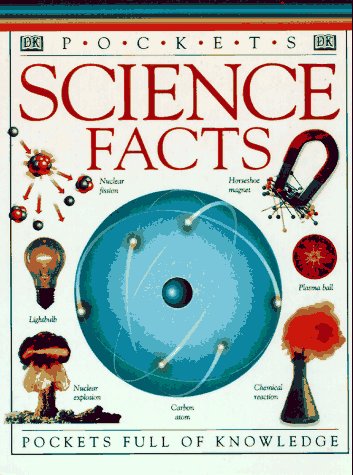 DK P·O·C·K·E·T·S DK
SCIENCE
FACTS
Nuclear
fission
Horseshoe
magnet
Plasma ball
Lightbulb
Nuclear
explosion
Chemical
reaction
Carbon
atom
POCKETS FULL OF KNOWLEDGE